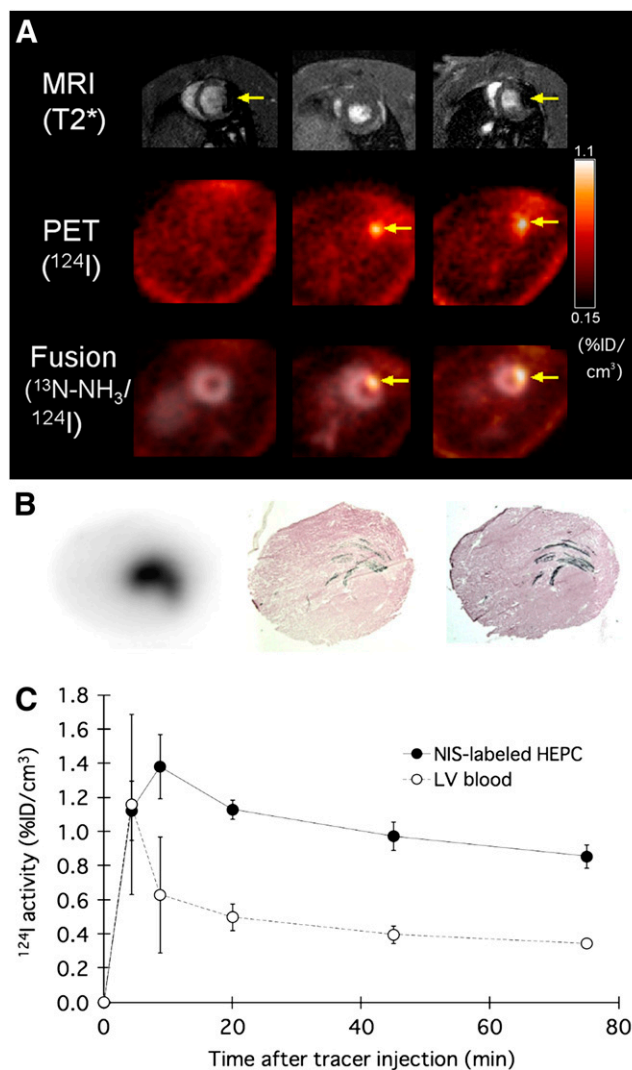 A
MRI
(T2*)
1.1
PET
(¹²⁴I)
0.15
(%ID/
cm³)
Fusion
(¹³N-NH₃/
¹²⁴I)
B
C
1.8
1.6
1.4
1.2
1.0
0.8
0.6
0.4
0.2
0.0
¹²⁴I activity (%ID/cm³)
NIS-labeled HEPC
LV blood
0 20 40 60 80
Time after tracer injection (min)